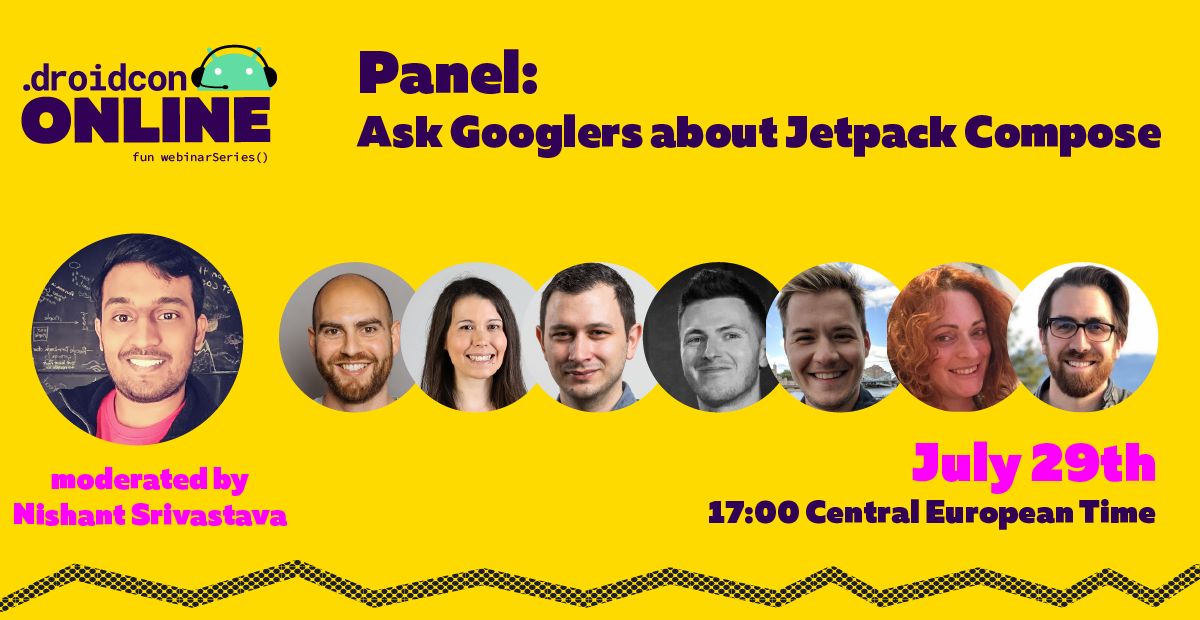 .droidcon
ONLINE
fun webinarSeries()
Panel:
Ask Googlers about Jetpack Compose
moderated by
Nishant Srivastava
July 29th
17:00 Central European Time